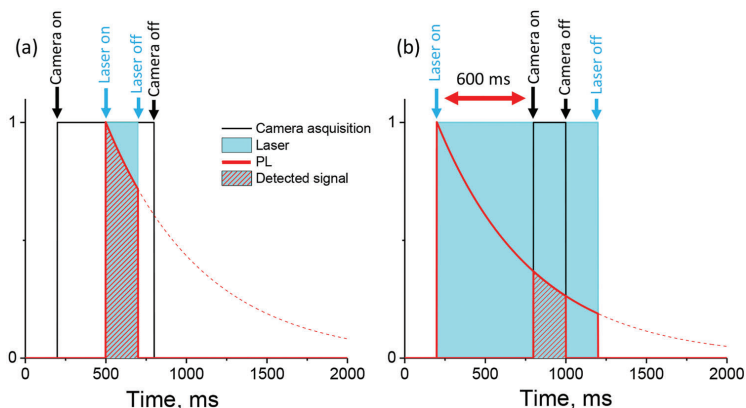 (a)
Camera on
Laser on
Laser off
Camera off
1
0
0 500 1000 1500 2000
Time, ms
Camera asquisition
Laser
PL
Detected signal
(b)
Laser on
600 ms
Camera on
Camera off
Laser off
1
0
0 500 1000 1500 2000
Time, ms